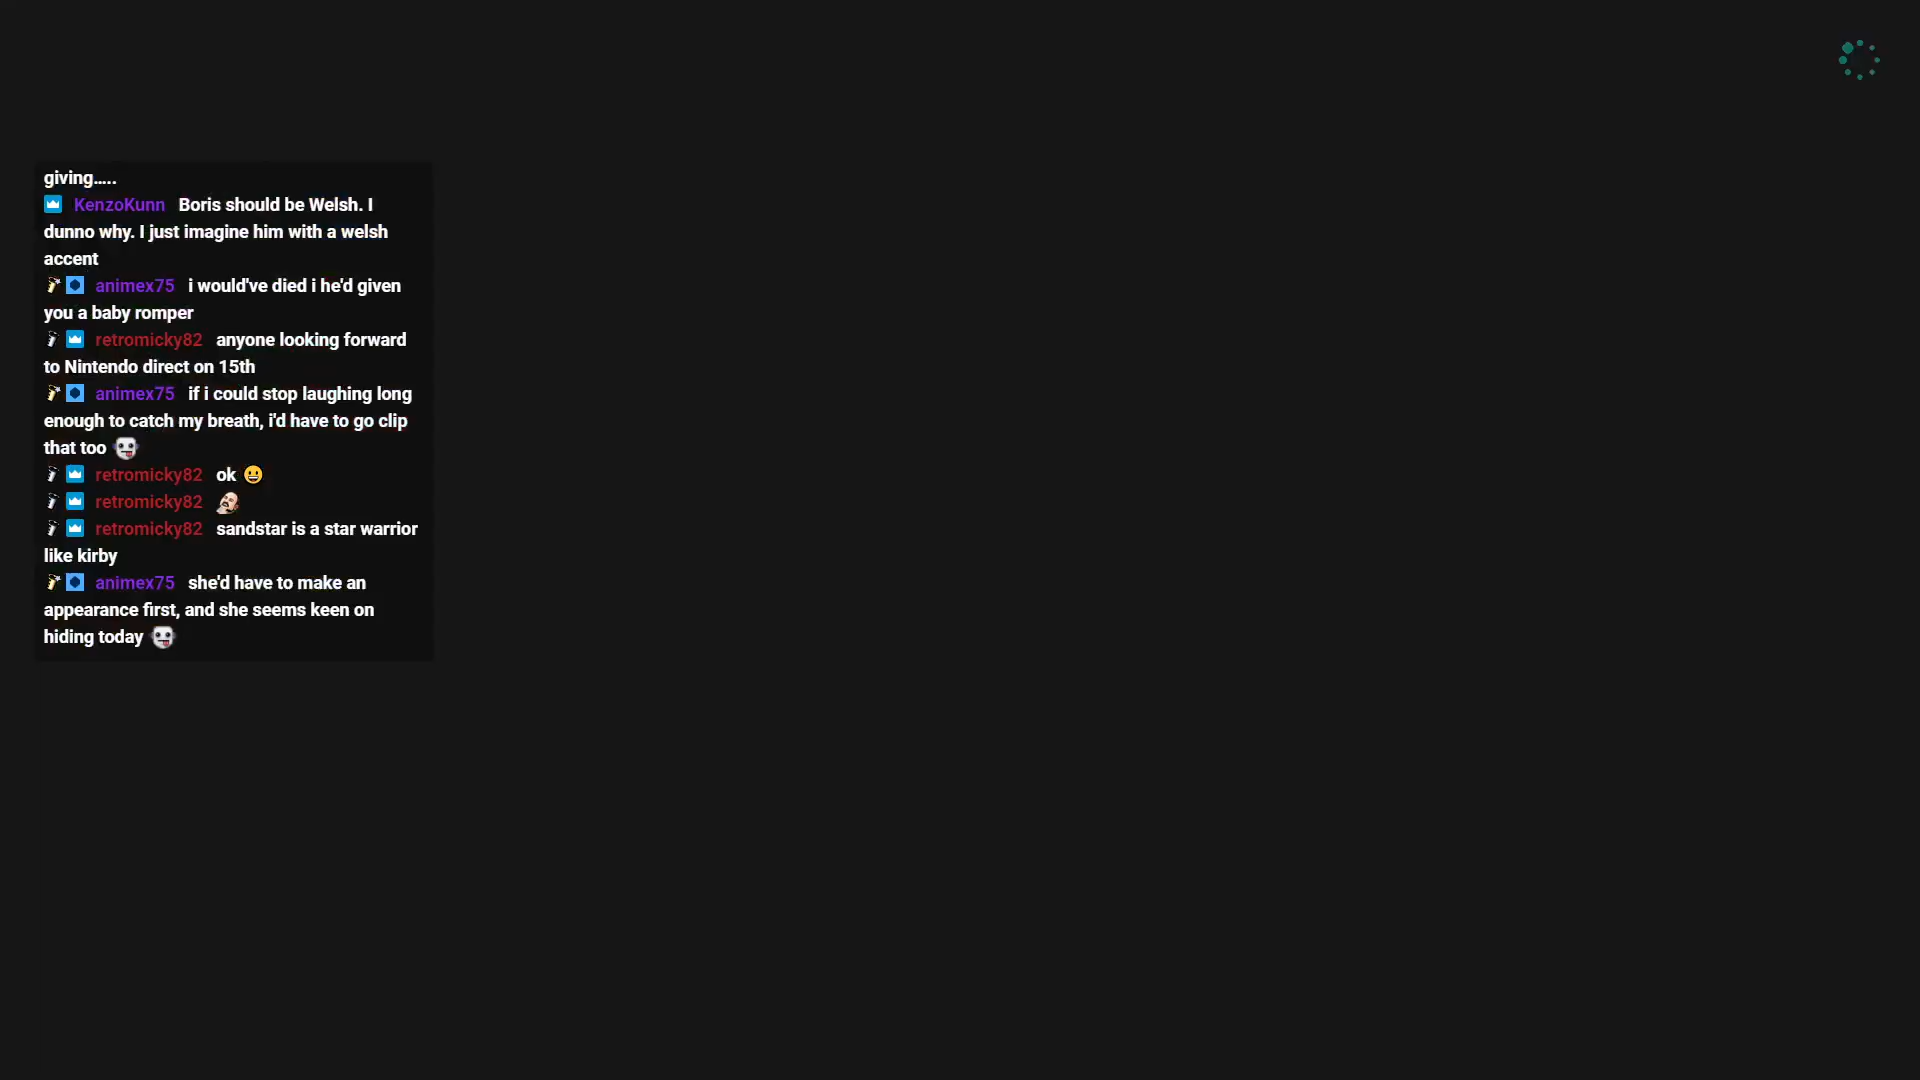 giving.....
KenzoKunn Boris should be Welsh. I
dunno why. I just imagine him with a welsh
accent
animex75 i would've died i he'd given
you a baby romper
retromicky82 anyone looking forward
to Nintendo direct on 15th
animex75 if i could stop laughing long
enough to catch my breath, i'd have to go clip
that too
retromicky82 ok 😀
retromicky82
retromicky82 sandstar is a star warrior
like kirby
animex75 she'd have to make an
appearance first, and she seems keen on
hiding today